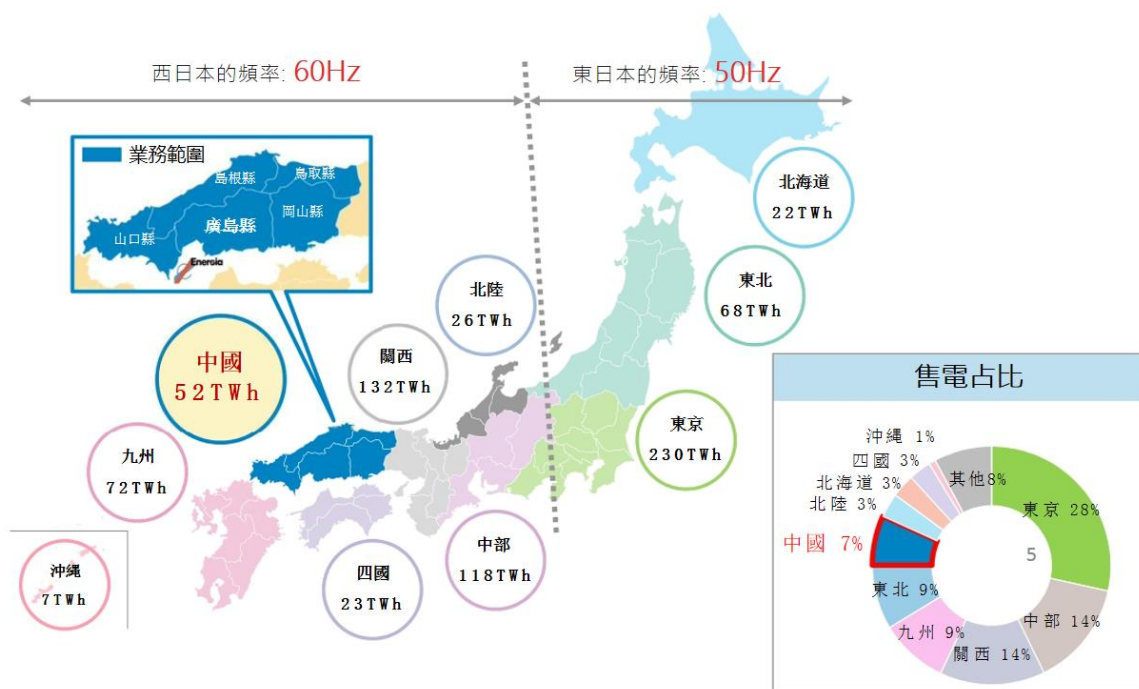 西日本的頻率: 60Hz
東日本的頻率: 50Hz
業務範圍
島根縣
鳥取縣
山口縣
廣島縣
岡山縣
Enersia
北海道
22TWh
東北
68TWh
北陸
26TWh
關西
132TWh
中國
52TWh
東京
230TWh
九州
72TWh
中部
118TWh
四國
23TWh
沖縄
7TWh
售電占比
沖縄 1%
四國 3%
北海道 3%
北陸 3%
中國 7%
東北 9%
九州 9%
關西 14%
中部 14%
東京 28%
其他8%
5